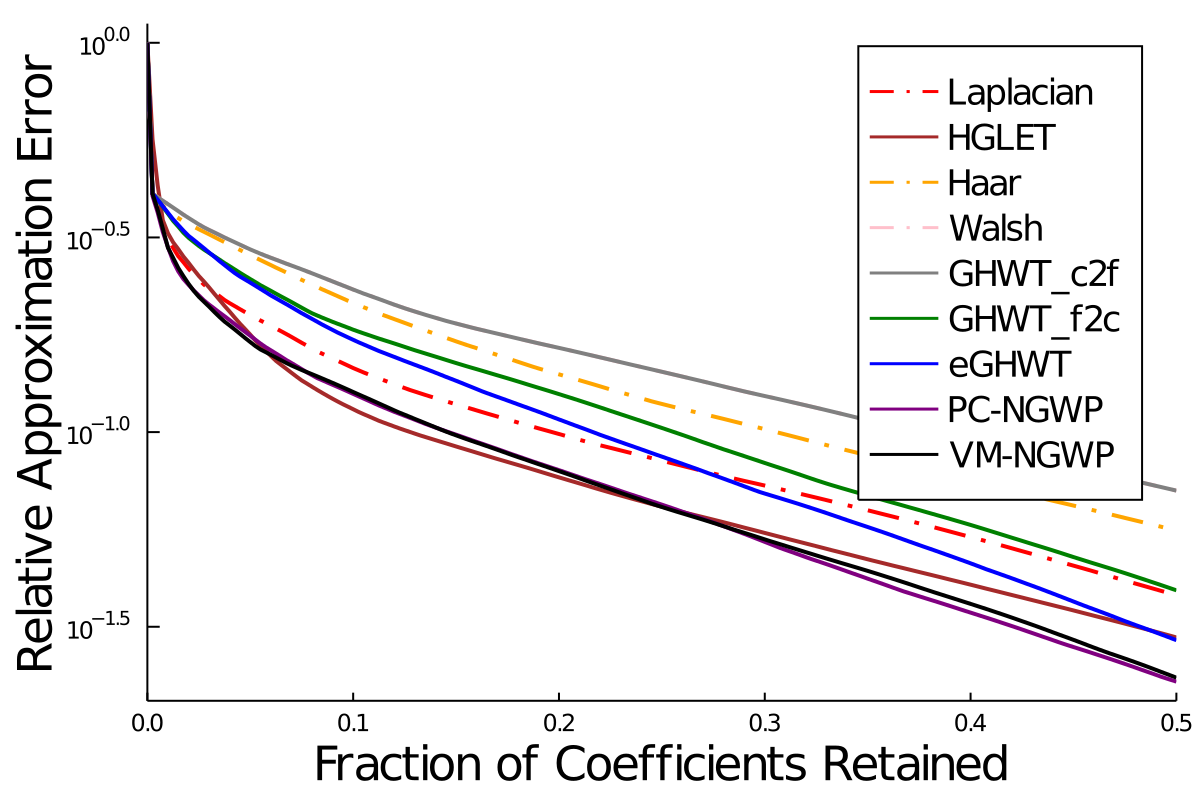 Relative Approximation Error
10^0.0
10^−0.5
10^−1.0
10^−1.5
0.0
0.1
0.2
0.3
0.4
0.5
Fraction of Coefficients Retained
Laplacian
HGLET
Haar
Walsh
GHWT_c2f
GHWT_f2c
eGHWT
PC-NGWP
VM-NGWP